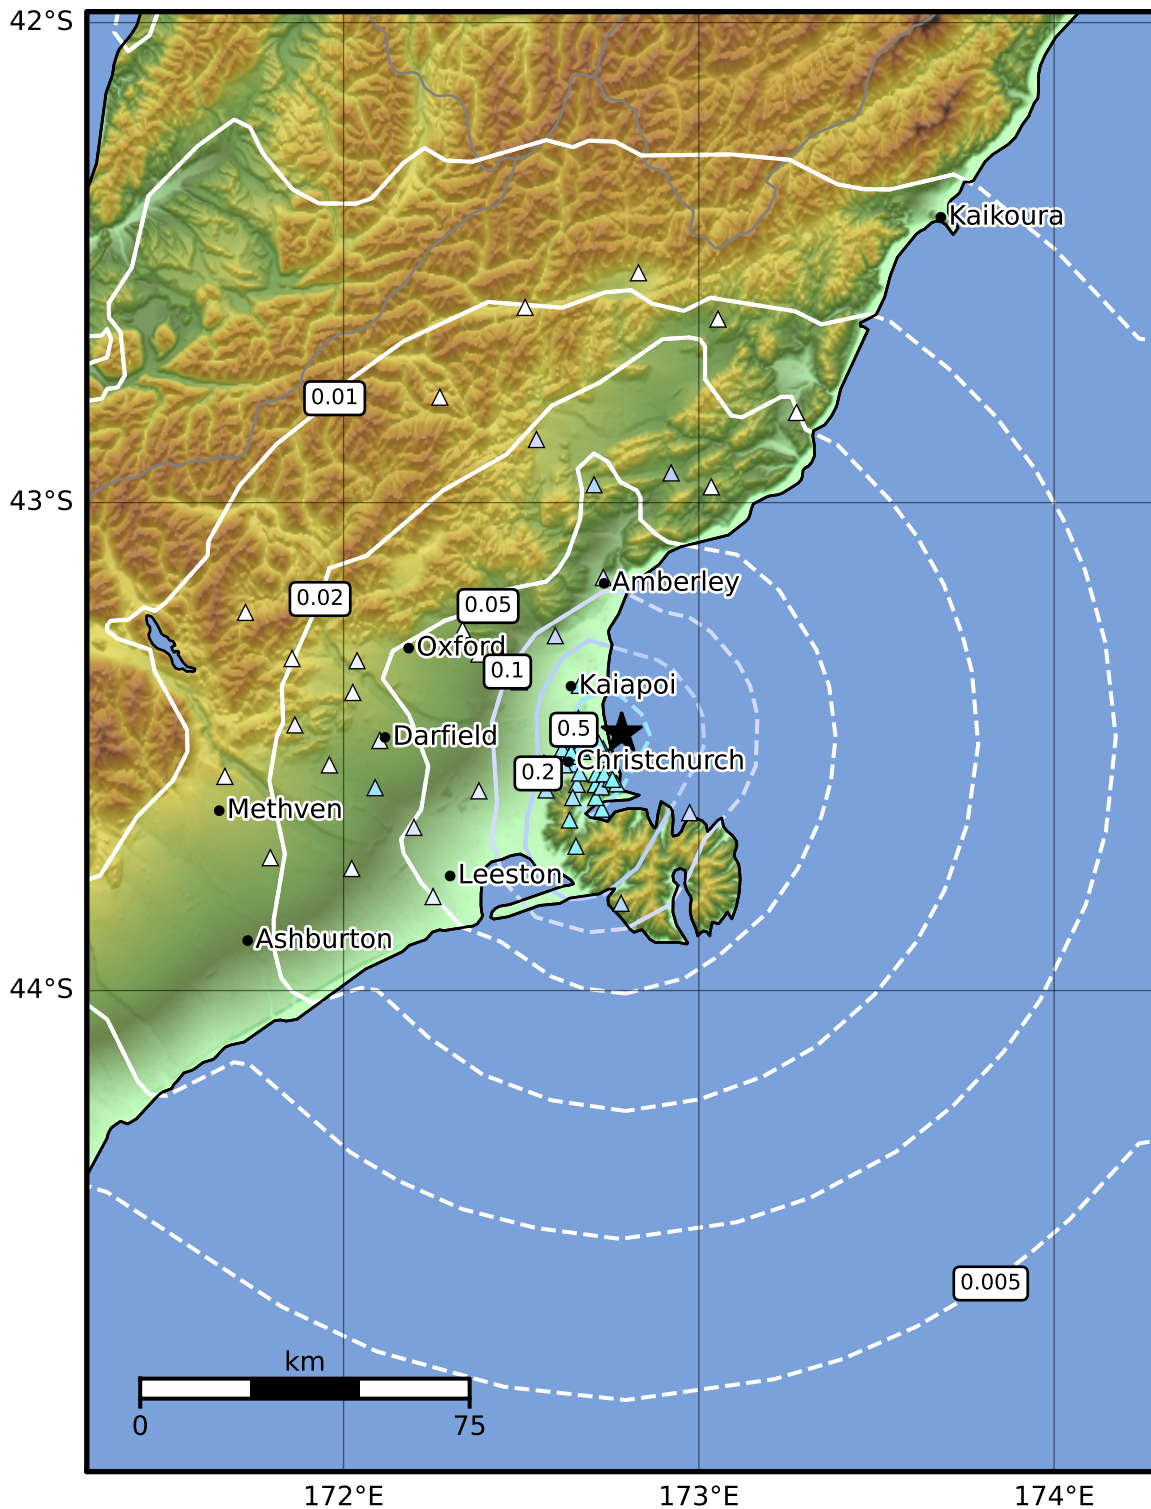 42°S
Kaikoura
0.01
43°S
Amberley
0.02
0.05
Oxford
0.1
Kaiapoi
0.5
Darfield
Christchurch
0.2
Methven
Leeston
Ashburton
44°S
0.005
km
0
75
172°E
173°E
174°E